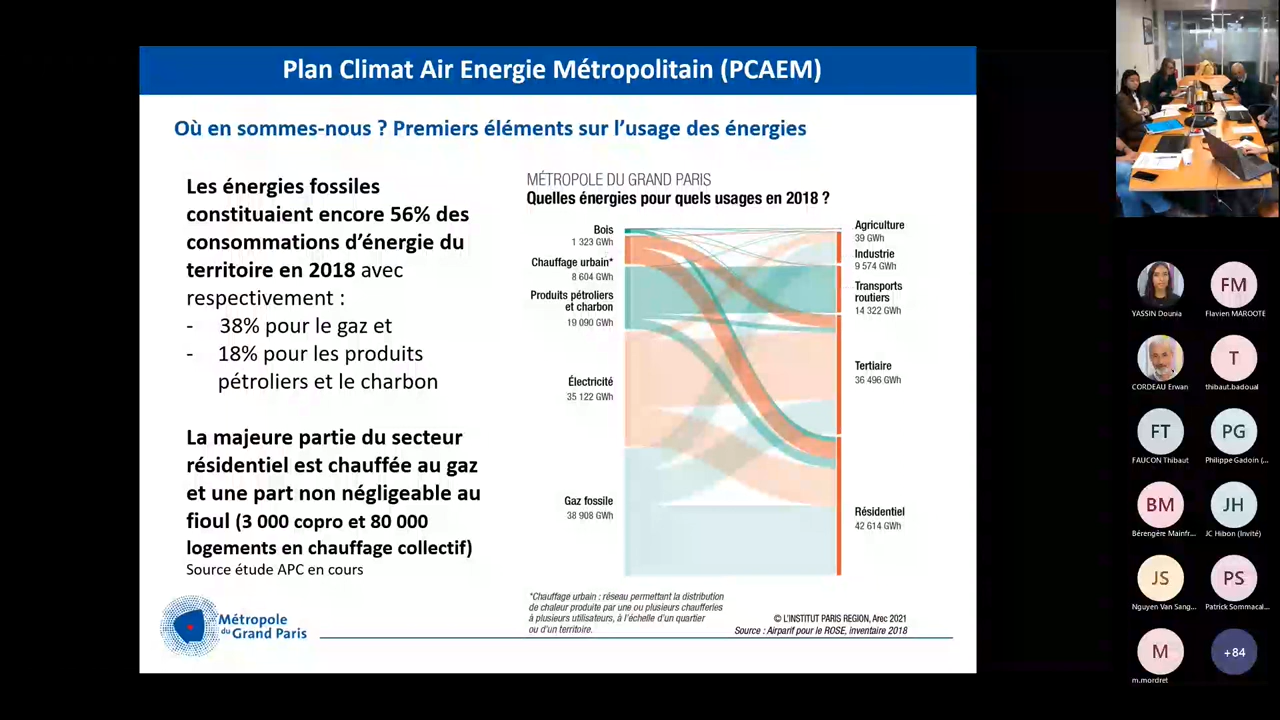 Plan Climat Air Energie Métropolitain (PCAEM)
Où en sommes-nous ? Premiers éléments sur l'usage des énergies
Les énergies fossiles
constituaient encore 56% des
consommations d'énergie du
territoire en 2018 avec
respectivement :
- 38% pour le gaz et
- 18% pour les produits
pétroliers et le charbon
La majeure partie du secteur
résidentiel est chauffée au gaz
et une part non négligeable au
fioul (3 000 copro et 80 000
logements en chauffage collectif)
Source étude APC en cours
MÉTROPOLE DU GRAND PARIS
Quelles énergies pour quels usages en 2018 ?
Bois
1 323 GWh
Chauffage urbain*
8 604 GWh
Produits pétroliers
et charbon
19 090 GWh
Électricité
35 122 GWh
Gaz fossile
38 908 GWh
Agriculture
39 GWh
Industrie
9 574 GWh
Transports
routiers
14 322 GWh
Tertiaire
36 496 GWh
Résidentiel
42 614 GWh
*Chauffage urbain : réseau permettant la distribution
de chaleur produite par une ou plusieurs chaufferies
à plusieurs utilisateurs, à l'échelle d'un quartier
ou d'un territoire.
© L'INSTITUT PARIS REGION, Arec 2021
Source : Airparif pour le ROSE, inventaire 2018
Métropole
du Grand Paris
YASSIN Dounia
FM
Flavien MAROOTE
CORDEAU Erwan
T
thibaut.badoual
FT
FAUCON Thibaut
PG
Philippe Gadoin (...
BM
Bérengère Mainfr...
JH
JC Hibon (Invité)
JS
Nguyen Van Sang...
PS
Patrick Sommacal...
M
m.mordret
+84